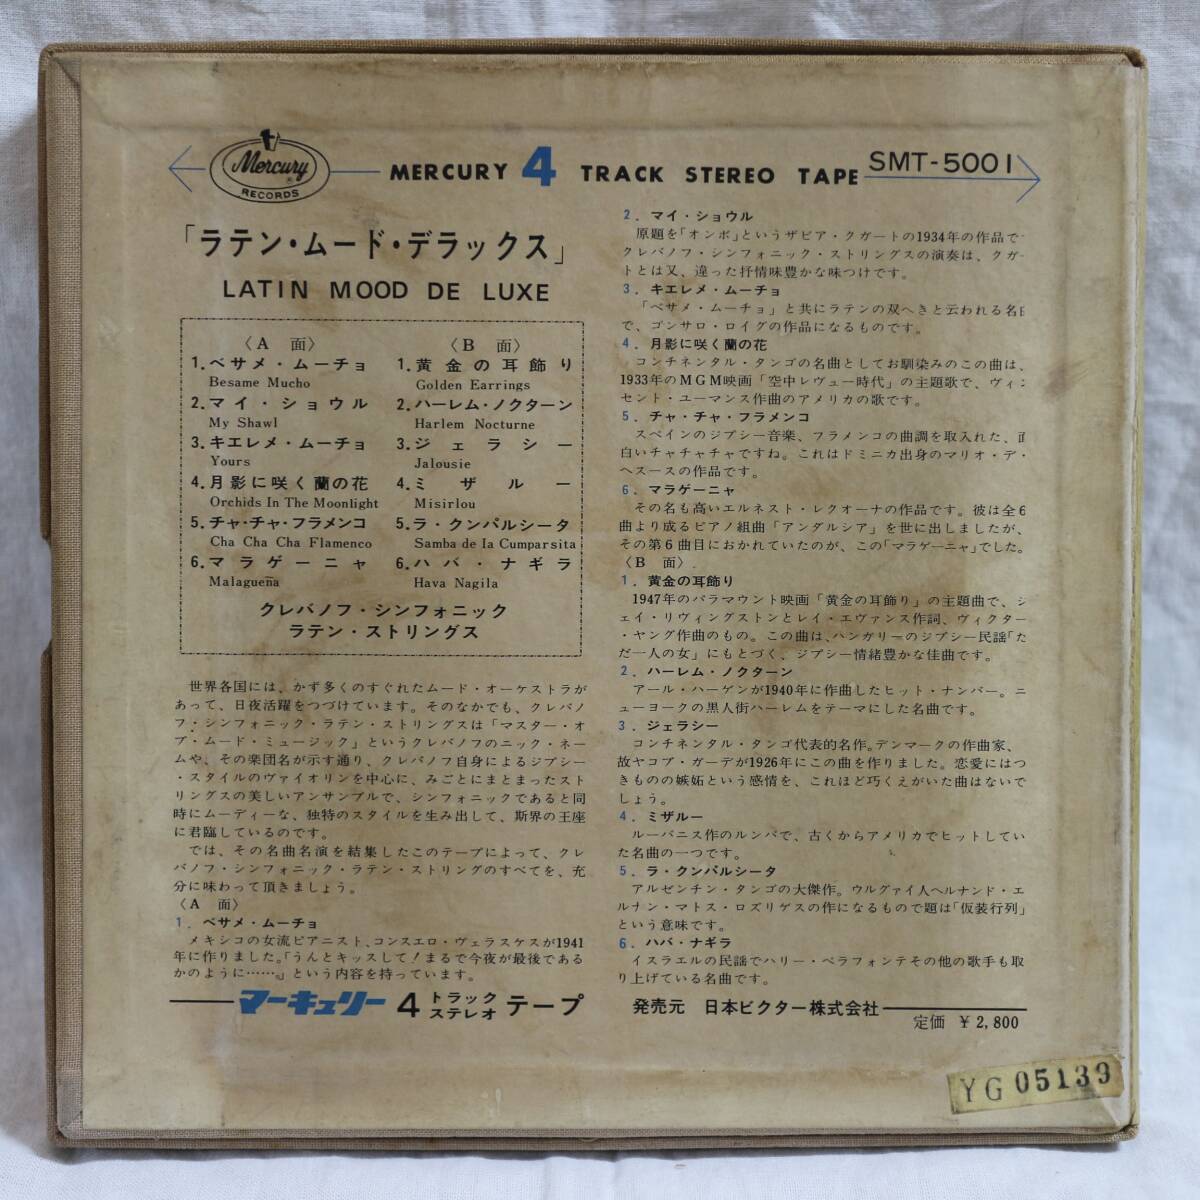 Mercury
RECORDS
MERCURY 4 TRACK STEREO TAPE
SMT-5001
「ラテン・ムード・デラックス」
LATIN MOOD DE LUXE
〈A 面〉
1.ベサメ・ムーチョ
Besame Mucho
2.マイ・ショウル
My Shawl
3.キエレメ・ムーチョ
Yours
4.月影に咲く蘭の花
Orchids In The Moonlight
5.チャ・チャ・フラメンコ
Cha Cha Cha Flamenco
6.マラゲーニャ
Malagueña
〈B 面〉
1.黄金の耳飾り
Golden Earrings
2.ハーレム・ノクターン
Harlem Nocturne
3.ジェラシー
Jalousie
4.ミザルー
Misirlou
5.ラ・クンパルシータ
Samba de la Cumparsita
6.ハバ・ナギラ
Hava Nagila
クレバノフ・シンフォニック
ラテン・ストリングス
世界各国には、かず多くのすぐれたムード・オーケストラが
あって、日夜活躍をつづけています。そのなかでも、クレバノ
フ・シンフォニック・ラテン・ストリングスは「マスター・オ
ブ・ムード・ミュージック」というクレバノフのニック・ネー
ムや、その楽団名が示す通り、クレバノフ自身によるジプシー
・スタイルのヴァイオリンを中心に、みごとにまとまったスト
リングスの美しいアンサンブルで、シンフォニックであると同
時にムーディーな、独特のスタイルを生み出して、斯界の王座
に君臨しているのです。
では、その名曲名演を結集したこのテープによって、クレ
バノフ・シンフォニック・ラテン・ストリングのすべてを、充
分に味わって頂きましょう。
〈A 面〉
1. ベサメ・ムーチョ
メキシコの女流ピアニスト、コンスエロ・ヴェラスケスが1941
年に作りました。「うんとキッスして!まるで今夜が最後である
かのように……」という内容を持っています。
2. マイ・ショウル
原題を「オンボ」というザビア・クガートの1934年の作品で
クレバノフ・シンフォニック・ストリングスの演奏は、クガー
トとは又、違った抒情味豊かな味つけです。
3. キエレメ・ムーチョ
「ベサメ・ムーチョ」と共にラテンの双へきと云われる名
で、ゴンサロ・ロイグの作品になるものです。
4. 月影に咲く蘭の花
コンチネンタル・タンゴの名曲としてお馴染みのこの曲は、
1933年のMGM映画「空中レヴュー時代」の主題歌で、ヴィン
セント・ユーマンス作曲のアメリカの歌です。
5. チャ・チャ・フラメンコ
スペインのジプシー音楽、フラメンコの曲調を取入れた、面
白いチャチャチャですね。これはドミニカ出身のマリオ・デ・
ヘスースの作品です。
6. マラゲーニャ
その名も高いエルネスト・レクオーナの作品です。彼は全6
曲より成るピアノ組曲「アンダルシア」を世に出しましたが、
その第6曲目におかれていたのが、この「マラゲーニャ」でした。
〈B 面〉
1. 黄金の耳飾り
1947年のパラマウント映画「黄金の耳飾り」の主題曲で、ジ
ェイ・リヴィングストンとレイ・エヴァンス作詞、ヴィクター
・ヤング作曲のもの。この曲は、ハンガリーのジプシー民謡「た
だ一人の女」にもとづく、ジプシー情緒豊かな佳曲です。
2. ハーレム・ノクターン
アール・ハーゲンが1940年に作曲したヒット・ナンバー。ニ
ューヨークの黒人街ハーレムをテーマにした名曲です。
3. ジェラシー
コンチネンタル・タンゴ代表的名作。デンマークの作曲家、
故ヤコブ・ガーデが1926年にこの曲を作りました。恋愛にはつ
きものの嫉妬という感情を、これほど巧くえがいた曲はないで
しょう。
4. ミザルー
ルーバニス作のルンバで、古くからアメリカでヒットしてい
た名曲の一つです。
5. ラ・クンパルシータ
アルゼンチン・タンゴの大傑作。ウルグァイ人ヘルナンド・エ
ルナン・マトス・ロズリゲスの作になるもので題は「仮装行列」
という意味です。
6. ハバ・ナギラ
イスラエルの民謡でハリー・ベラフォンテその他の歌手も取
り上げている名曲です。
マーキュリー 4 トラック ステレオ テープ
発売元 日本ビクター株式会社
定価 ¥2,800
YG 05139